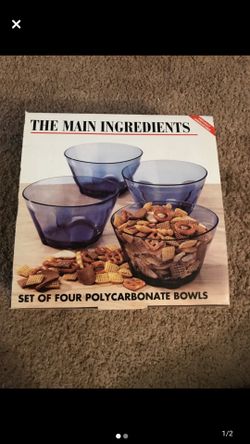 THE MAIN INGREDIENTS
SET OF FOUR POLYCARBONATE BOWLS
1/2